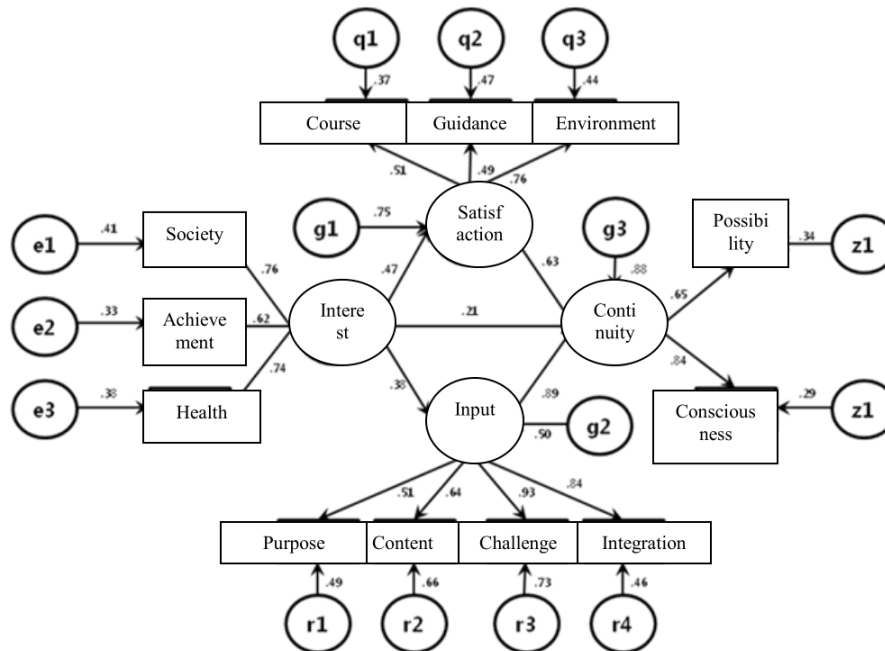 q1 q2 q3
.37 .47 .44
Course Guidance Environment
.51 .49 .76
e1 .41 Society
g1 .75 Satisf
action
g3 .88
Possibi
lity
.34 z1
.76 .47 .63 .65
e2 .33 Achieve
ment
.62 Intere
st
.21 Conti
nuity
e3 .38 Health
.74 .38 .89 .84
Input
.50 g2
Conscious
ness
.29 z1
.51 .64 .93 .84
Purpose Content Challenge Integration
.49 .66 .73 .46
r1 r2 r3 r4